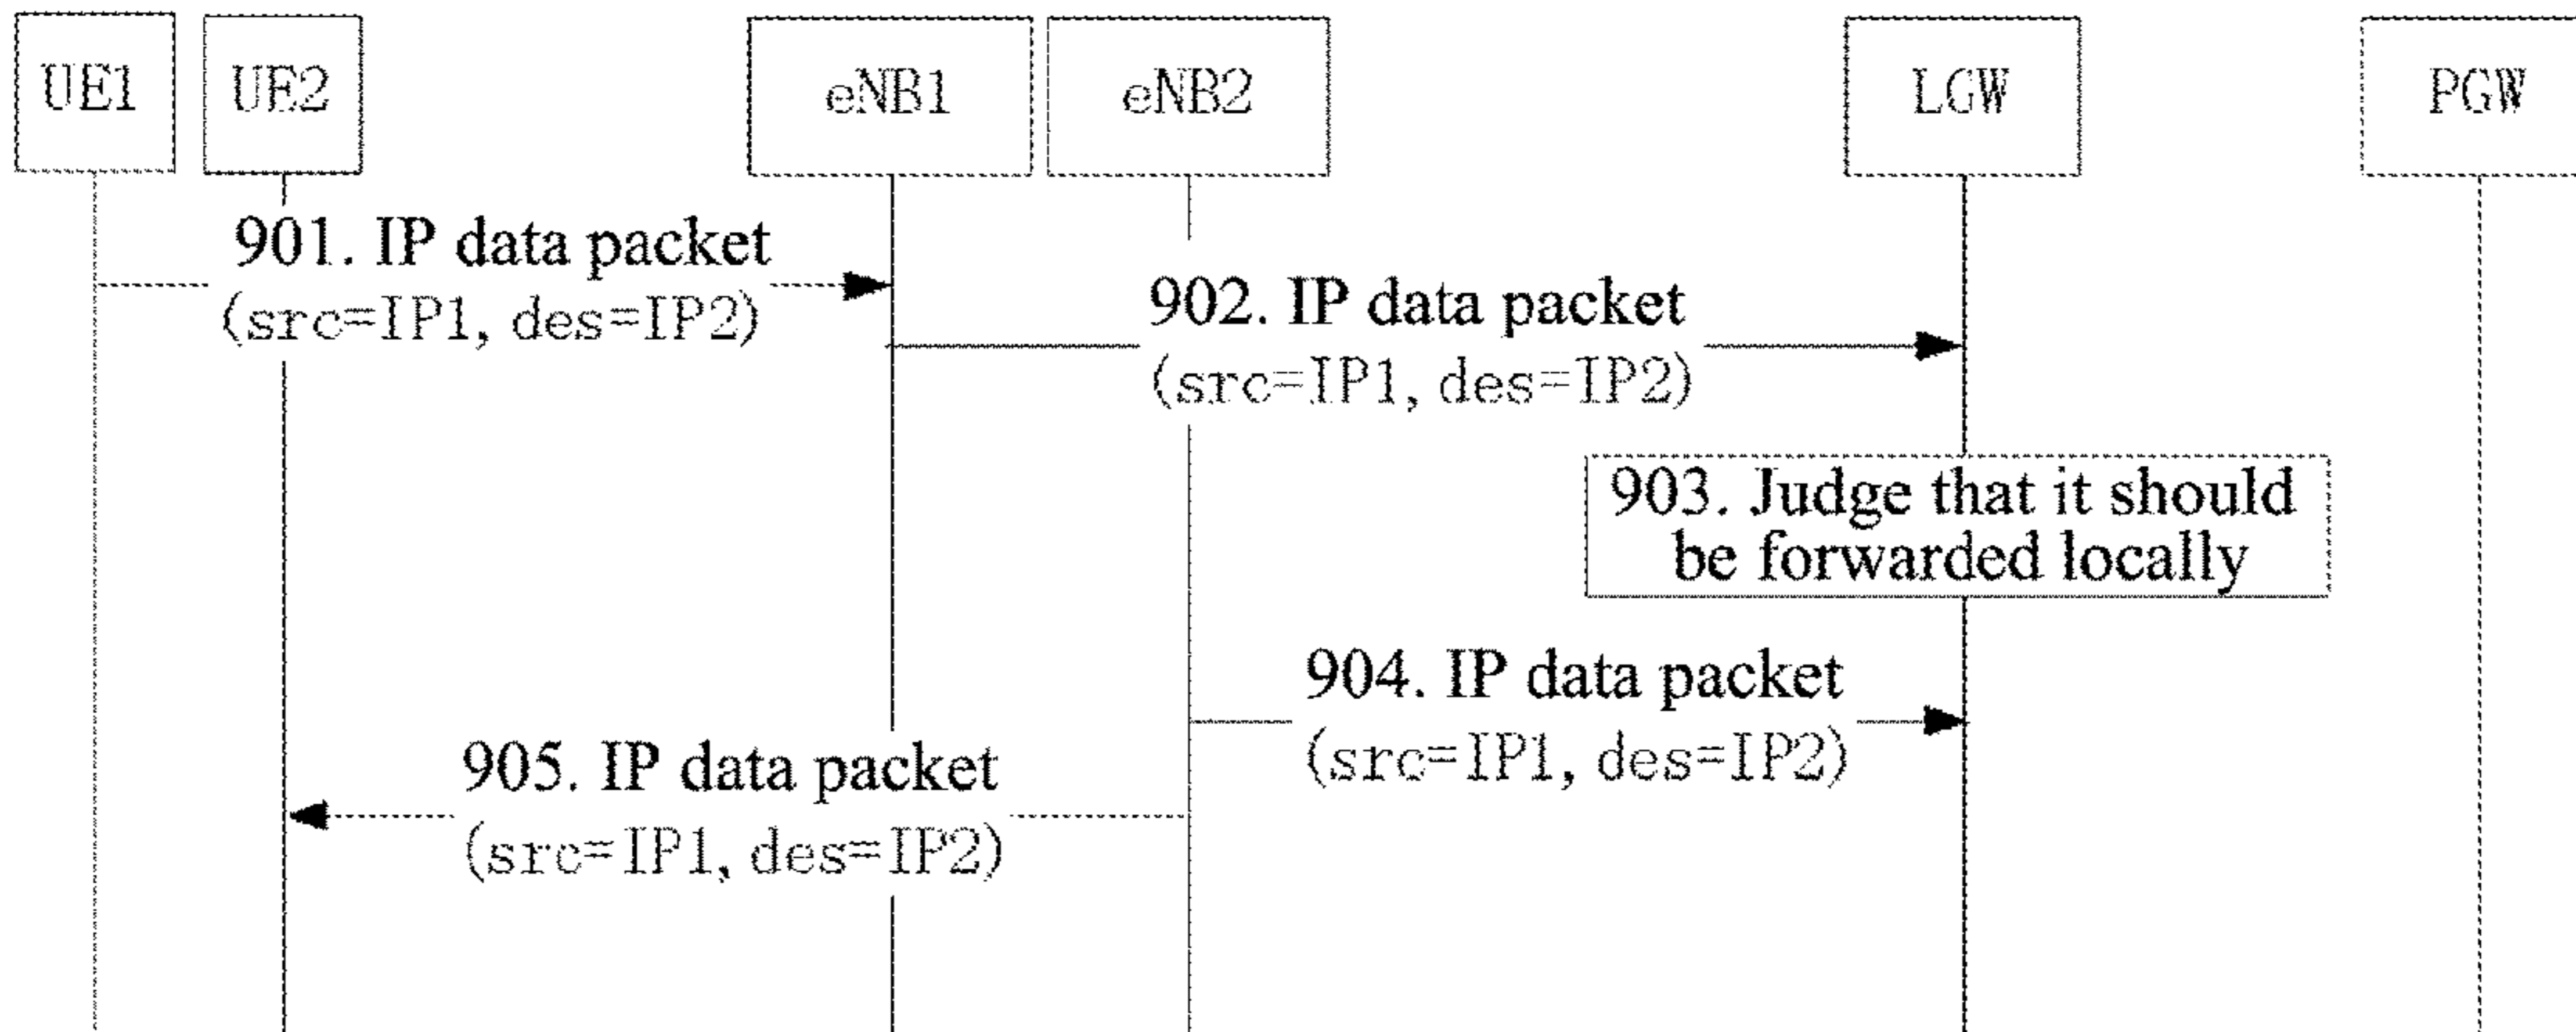 UE1
UE2
eNB1
eNB2
LGW
PGW
901. IP data packet
(src=IP1, des=IP2)
902. IP data packet
(src=IP1, des=IP2)
903. Judge that it should
be forwarded locally
904. IP data packet
(src=IP1, des=IP2)
905. IP data packet
(src=IP1, des=IP2)